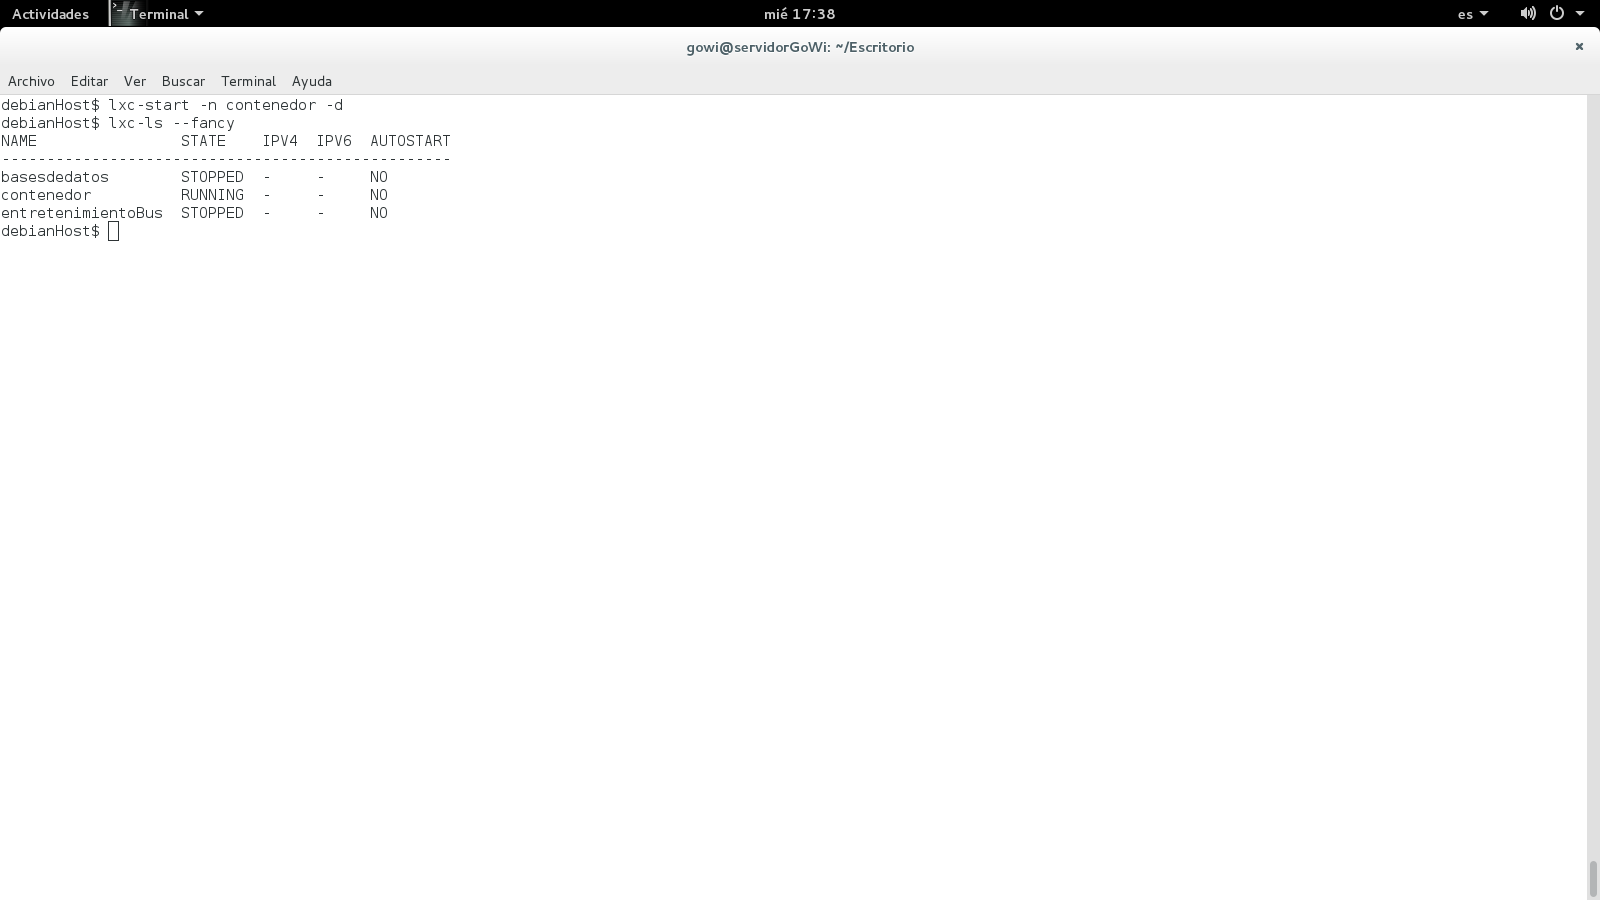 Actividades Terminal mié 17:38 es
gowi@servidorGoWi: ~/Escritorio
Archivo Editar Ver Buscar Terminal Ayuda
debianHost$ lxc-start -n contenedor -d
debianHost$ lxc-ls --fancy
NAME                STATE    IPV4  IPV6  AUTOSTART
--------------------------------------------------
basesdedatos        STOPPED  -     -     NO
contenedor          RUNNING  -     -     NO
entretenimientoBus  STOPPED  -     -     NO
debianHost$